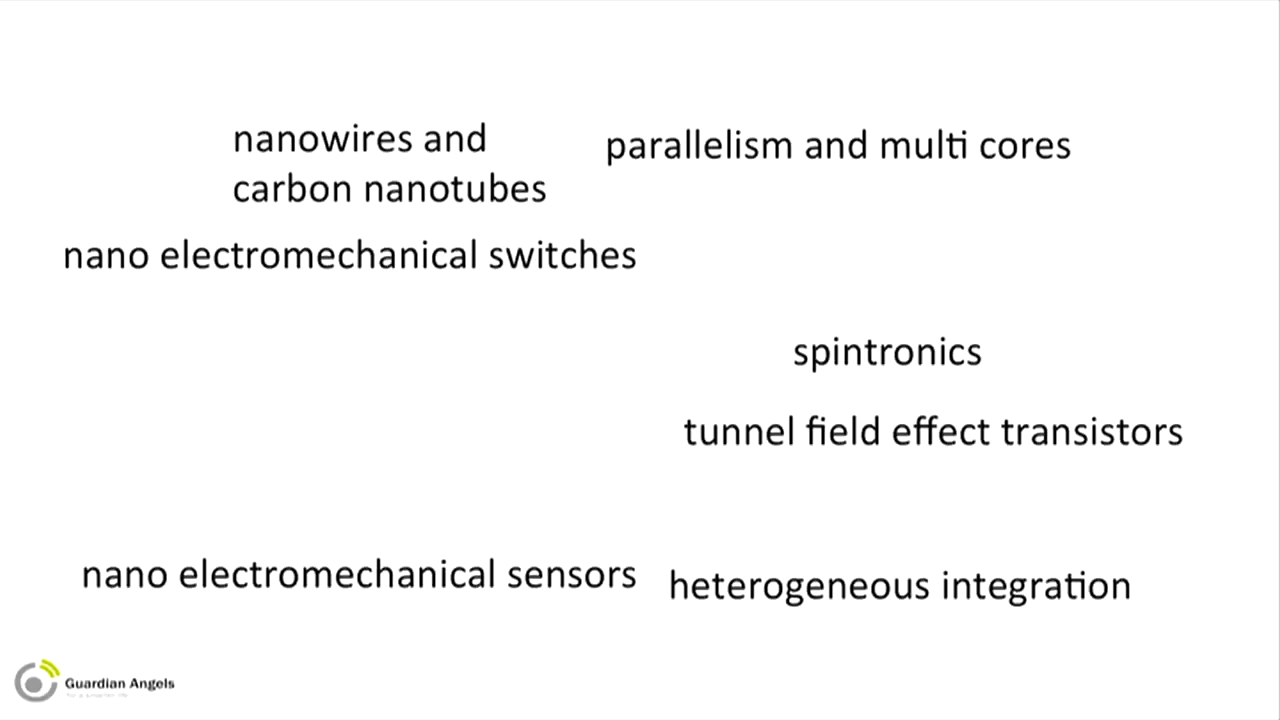 nanowires and
carbon nanotubes
parallelism and multi cores
nano electromechanical switches
spintronics
tunnel field effect transistors
nano electromechanical sensors
heterogeneous integration
Guardian Angels